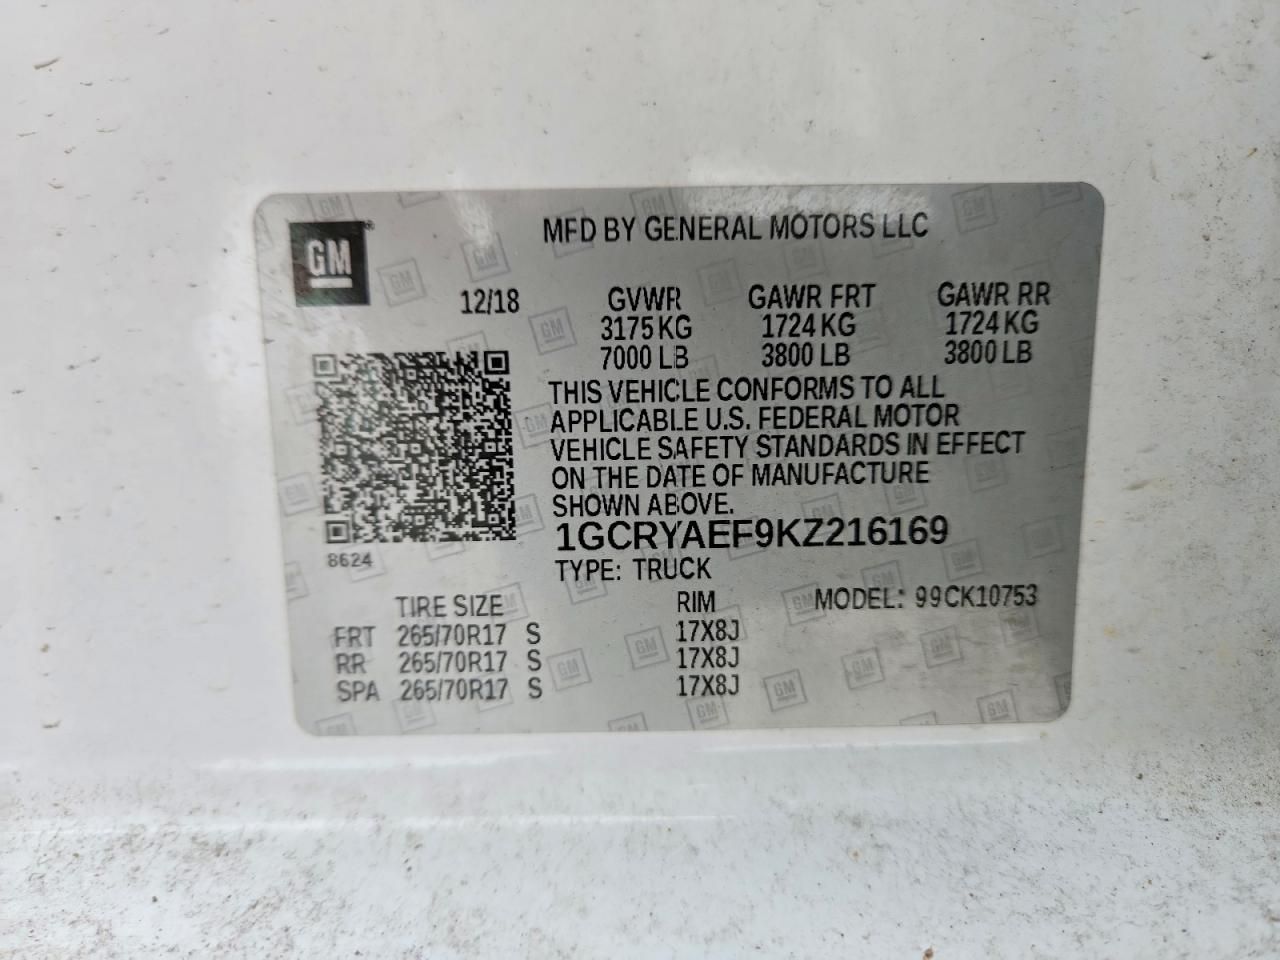 GM
MFD BY GENERAL MOTORS LLC
12/18 GVWR GAWR FRT GAWR RR
3175 KG 1724 KG 1724 KG
7000 LB 3800 LB 3800 LB
THIS VEHICLE CONFORMS TO ALL
APPLICABLE U.S. FEDERAL MOTOR
VEHICLE SAFETY STANDARDS IN EFFECT
ON THE DATE OF MANUFACTURE
SHOWN ABOVE.
1GCRYAEF9KZ216169
8624
TYPE: TRUCK
TIRE SIZE RIM MODEL: 99CK10753
FRT 265/70R17 S 17X8J
RR 265/70R17 S 17X8J
SPA 265/70R17 S 17X8J